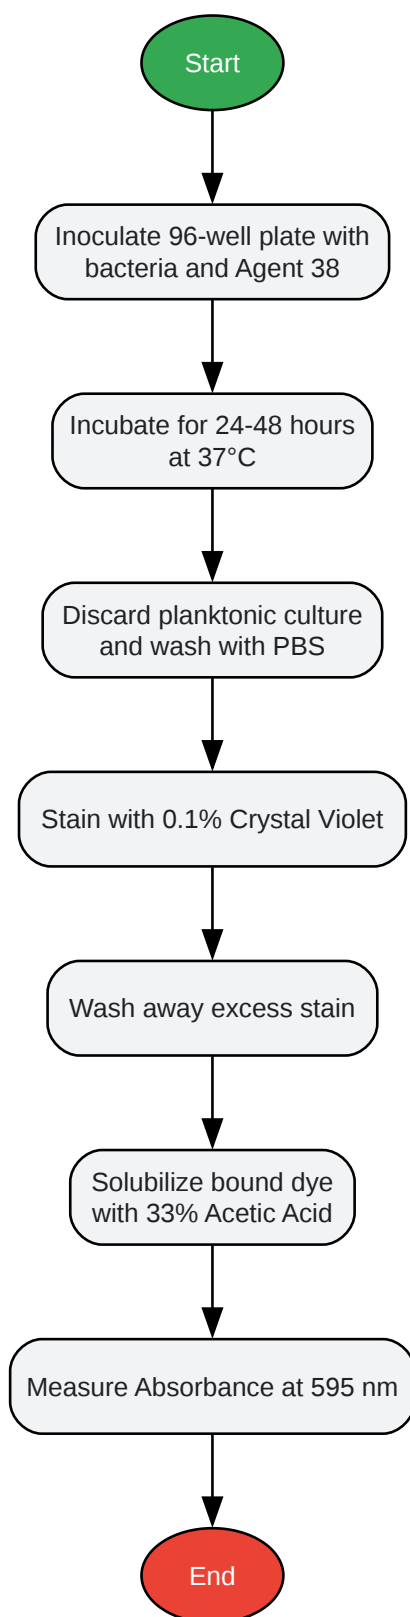 Start
Inoculate 96-well plate with
bacteria and Agent 38
Incubate for 24-48 hours
at 37°C
Discard planktonic culture
and wash with PBS
Stain with 0.1% Crystal Violet
Wash away excess stain
Solubilize bound dye
with 33% Acetic Acid
Measure Absorbance at 595 nm
End